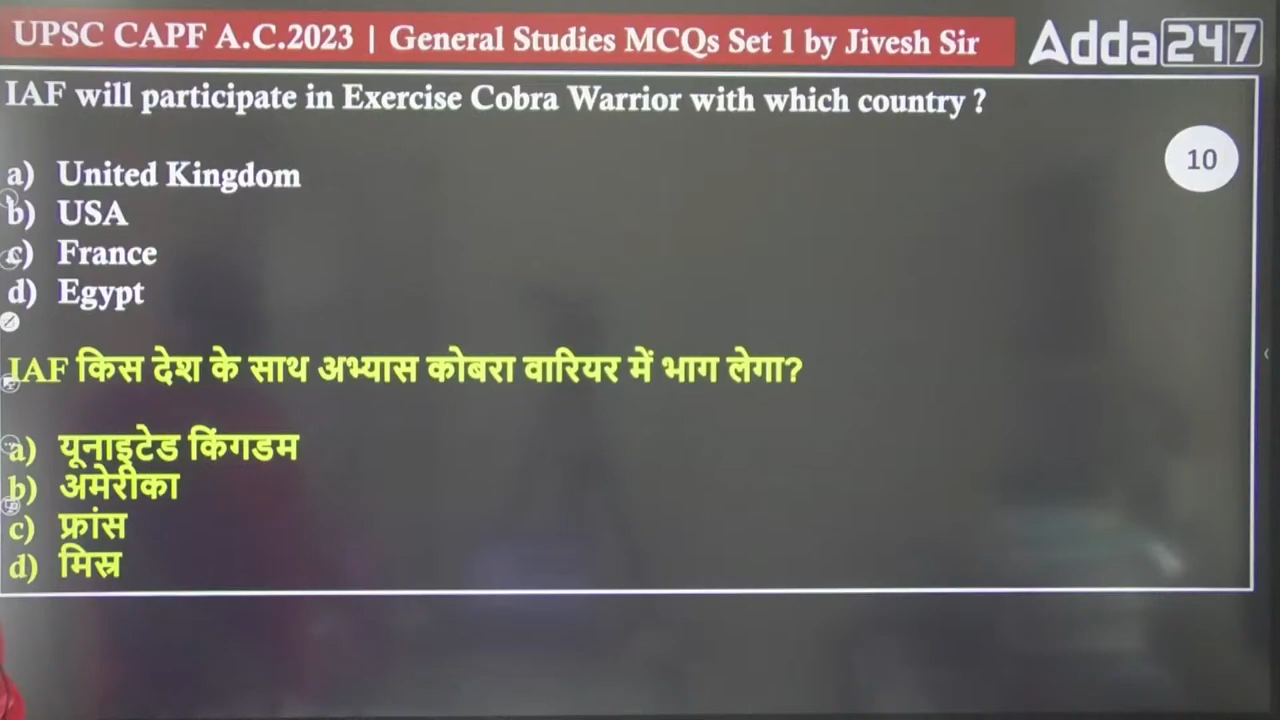 UPSC CAPF A.C.2023 | General Studies MCQs Set 1 by Jivesh Sir
Adda247
IAF will participate in Exercise Cobra Warrior with which country ?
10
a) United Kingdom
b) USA
c) France
d) Egypt
IAF किस देश के साथ अभ्यास कोबरा वारियर में भाग लेगा?
a) यूनाइटेड किंगडम
b) अमेरीका
c) फ्रांस
d) मिस्र